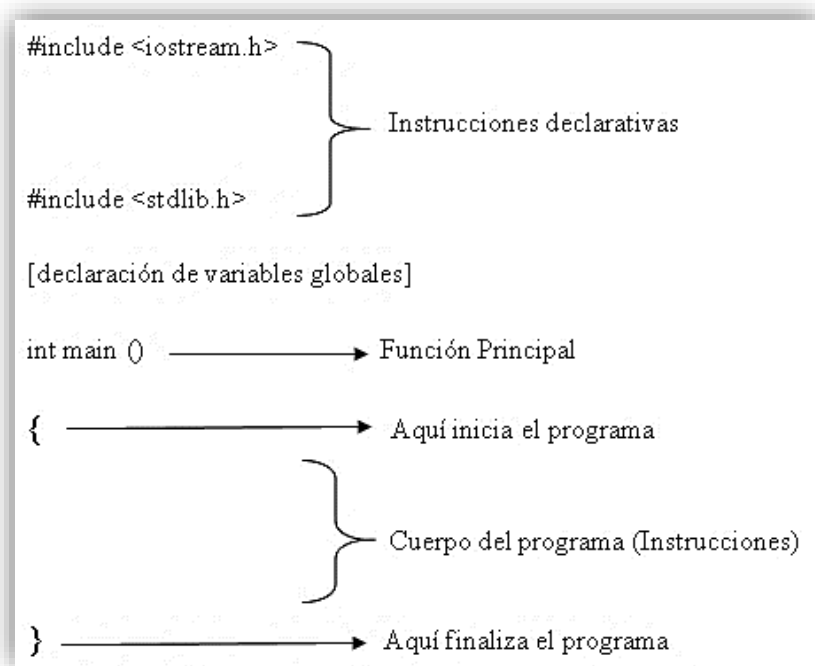 #include <iostream.h>
Instrucciones declarativas
#include <stdlib.h>
[declaración de variables globales]
int main () Función Principal
{ Aquí inicia el programa
Cuerpo del programa (Instrucciones)
} Aquí finaliza el programa